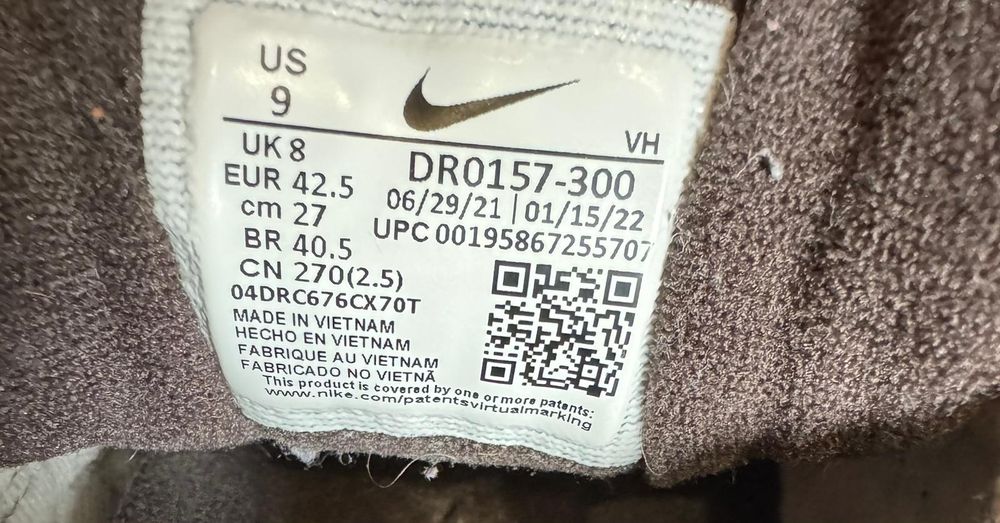 US
9
VH
UK 8
EUR 42.5
cm 27
BR 40.5
CN 270(2.5)
04DRC676CX70T
DR0157-300
06/29/21 | 01/15/22
UPC 00195867255707
MADE IN VIETNAM
HECHO EN VIETNAM
FABRIQUE AU VIETNAM
FABRICADO NO VIETNÃ
This product is covered by one or more patents:
www.nike.com/patentsvirtualmarking